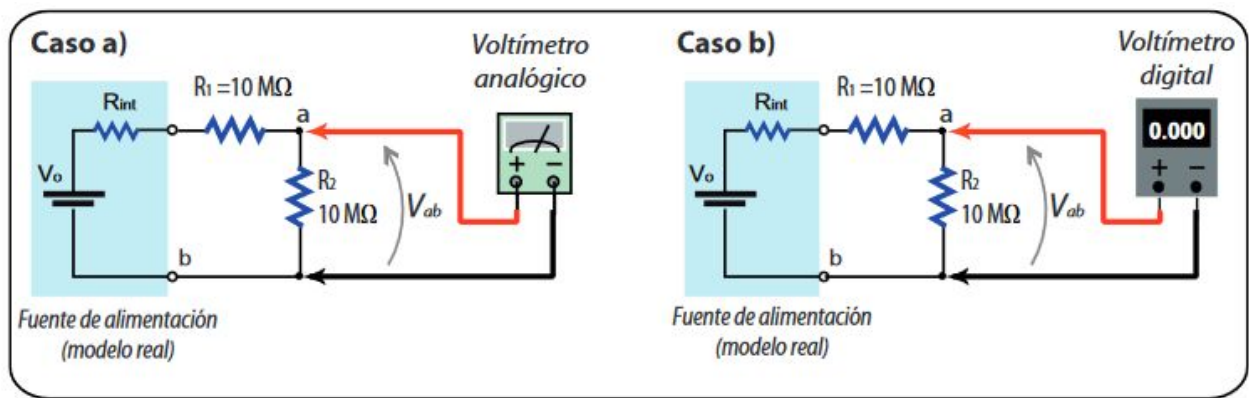 Caso a)
Voltímetro
analógico
Rint
R1 =10 MΩ
a
+ −
Vo
R2
10 MΩ
Vab
b
Fuente de alimentación
(modelo real)
Caso b)
Voltímetro
digital
Rint
R1 =10 MΩ
a
0.000
+ −
Vo
R2
10 MΩ
Vab
b
Fuente de alimentación
(modelo real)